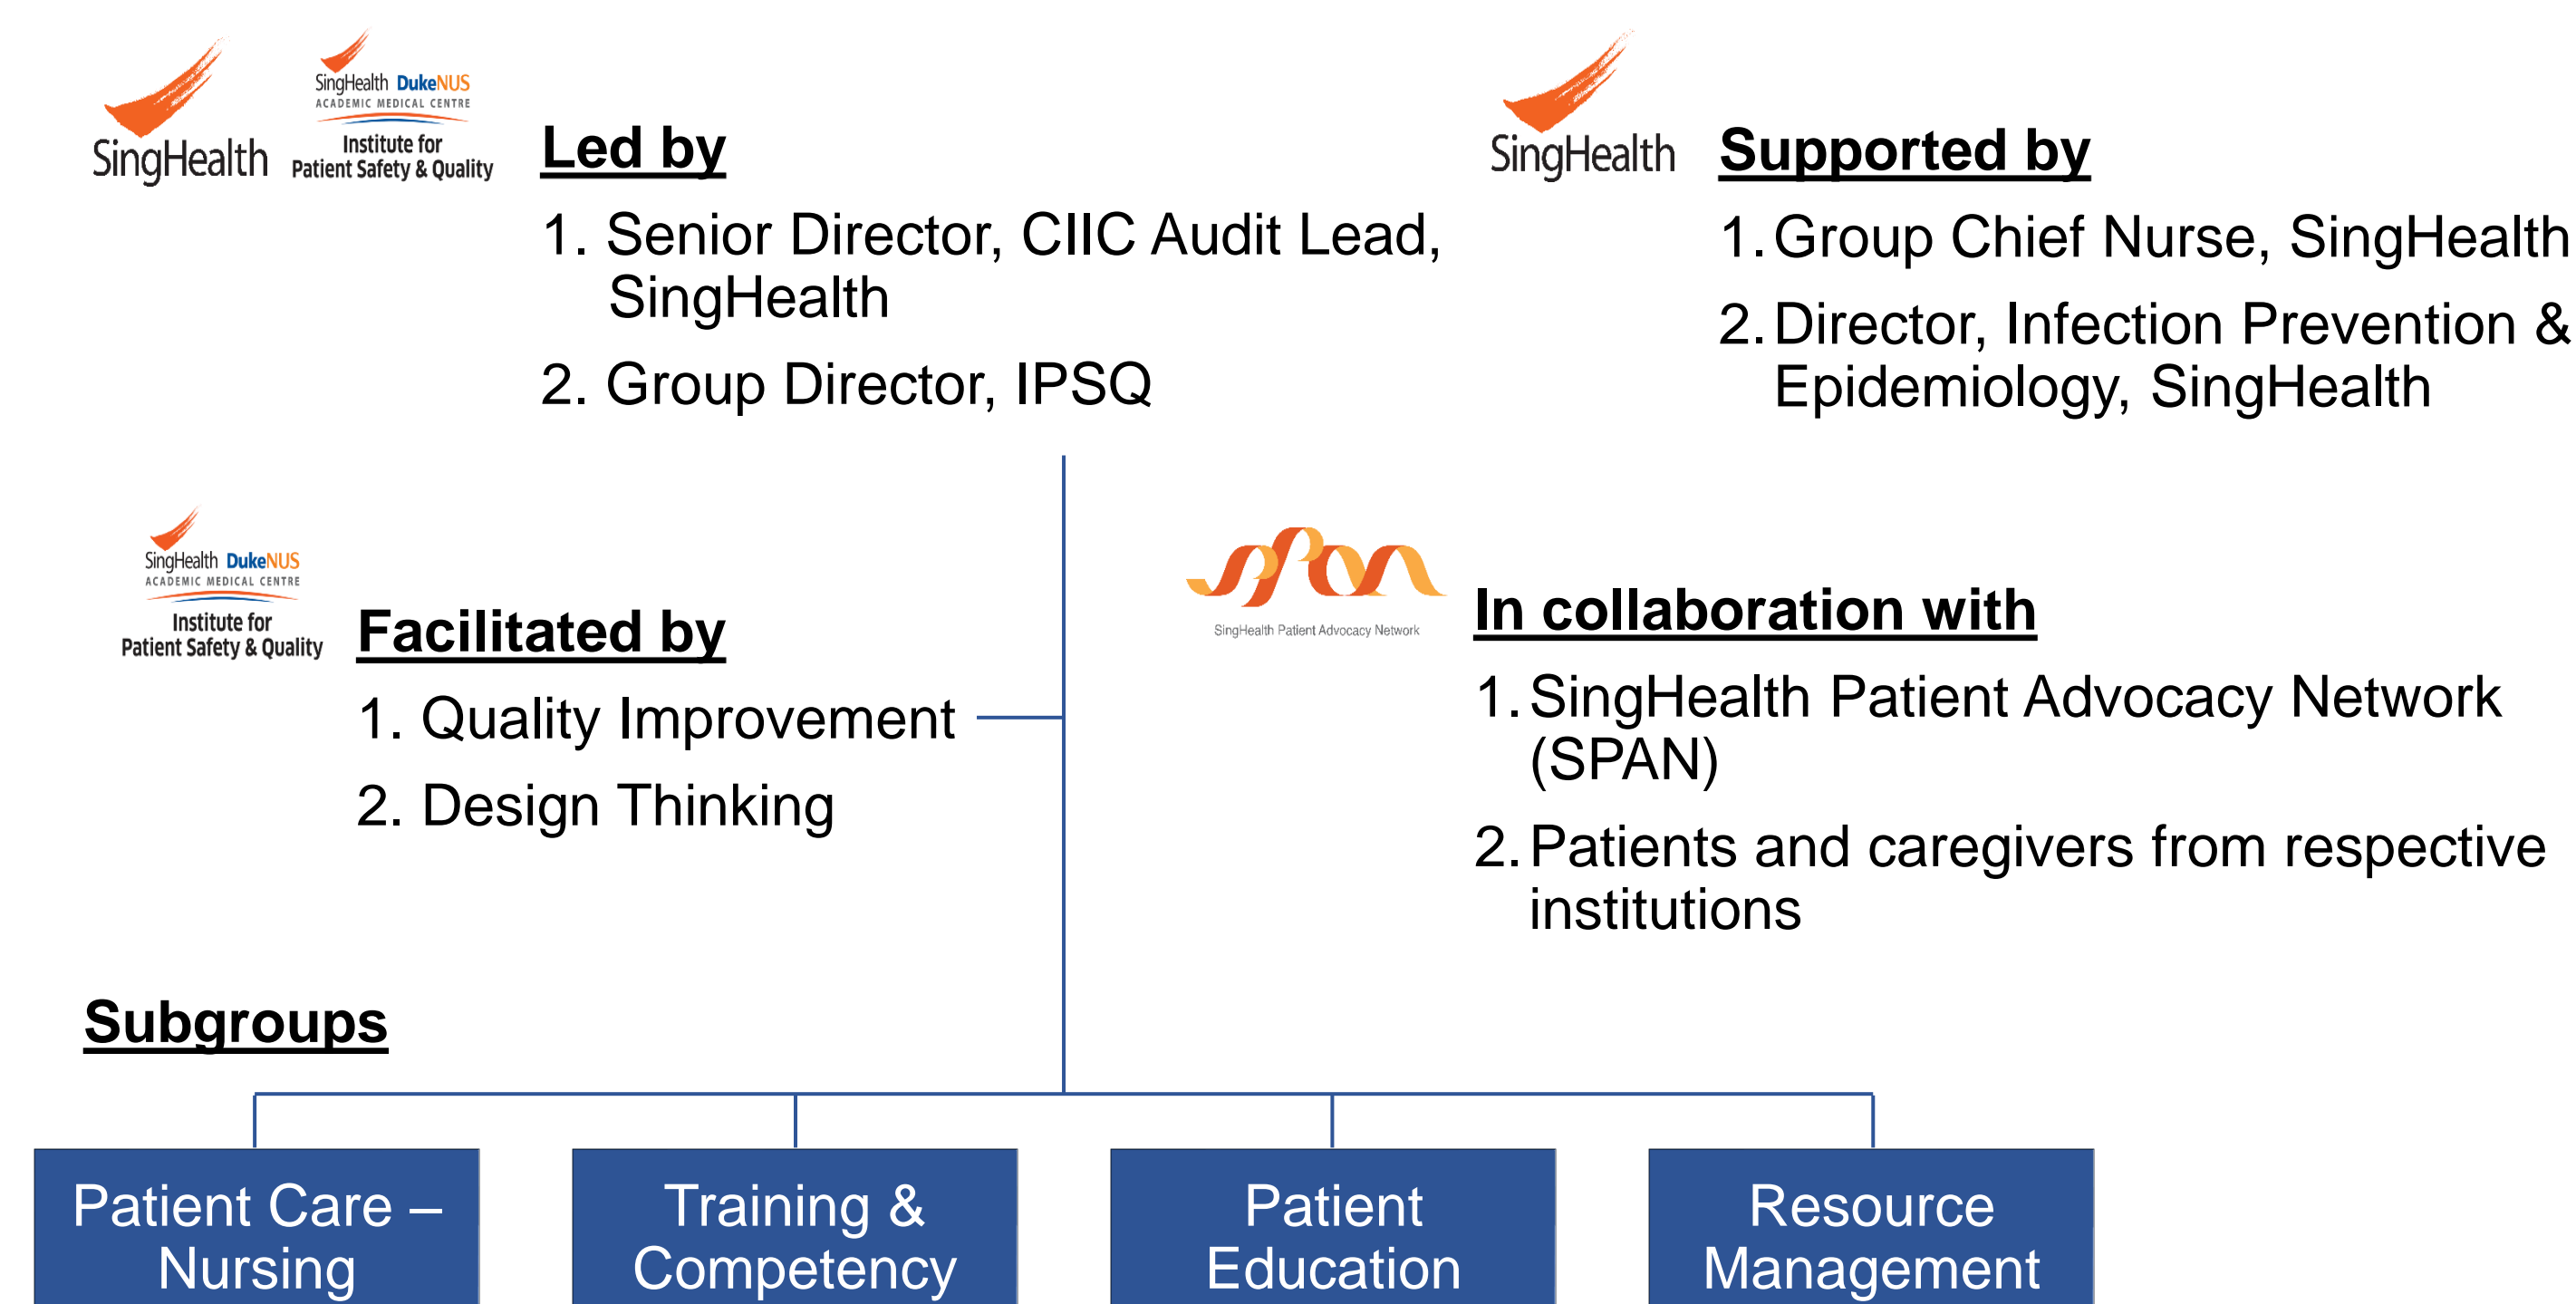 SingHealth
SingHealth DukeNUS
ACADEMIC MEDICAL CENTRE
Institute for
Patient Safety & Quality
Led by
1. Senior Director, CIIC Audit Lead,
SingHealth
2. Group Director, IPSQ
SingHealth
Supported by
1. Group Chief Nurse, SingHealth
2. Director, Infection Prevention &
Epidemiology, SingHealth
SingHealth DukeNUS
ACADEMIC MEDICAL CENTRE
Institute for
Patient Safety & Quality
Facilitated by
1. Quality Improvement
2. Design Thinking
span
SingHealth Patient Advocacy Network
In collaboration with
1. SingHealth Patient Advocacy Network
(SPAN)
2. Patients and caregivers from respective
institutions
Subgroups
Patient Care –
Nursing
Training &
Competency
Patient
Education
Resource
Management